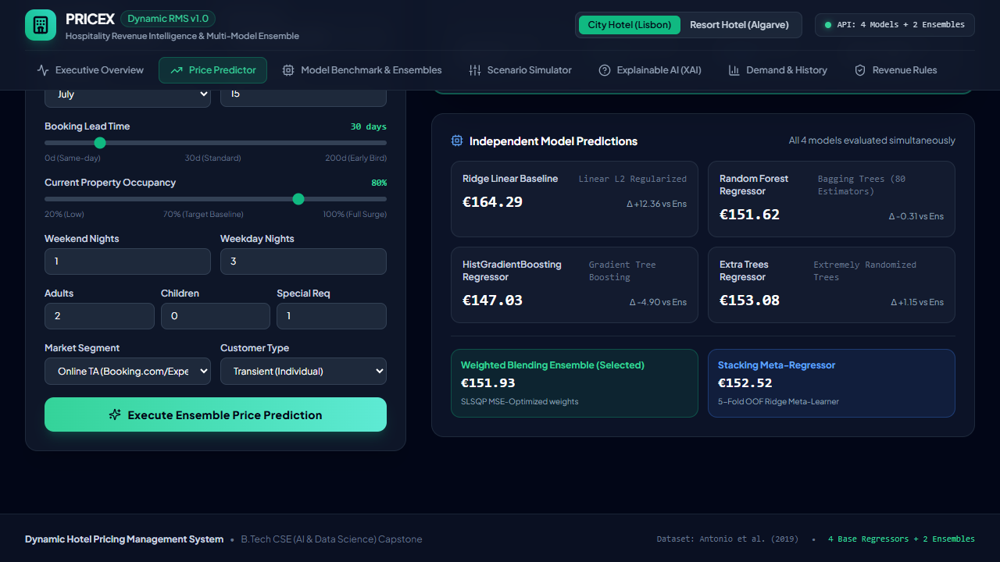 PRICEX
Dynamic RMS v1.0
Hospitality Revenue Intelligence & Multi-Model Ensemble
City Hotel (Lisbon)
Resort Hotel (Algarve)
API: 4 Models + 2 Ensembles
Executive Overview
Price Predictor
Model Benchmark & Ensembles
Scenario Simulator
Explainable AI (XAI)
Demand & History
Revenue Rules
July
15
Booking Lead Time
30 days
0d (Same-day)
30d (Standard)
200d (Early Bird)
Current Property Occupancy
80%
20% (Low)
70% (Target Baseline)
100% (Full Surge)
Weekend Nights
Weekday Nights
1
3
Adults
Children
Special Req
2
0
1
Market Segment
Customer Type
Online TA (Booking.com/Expe
Transient (Individual)
Execute Ensemble Price Prediction
Independent Model Predictions
All 4 models evaluated simultaneously
Ridge Linear Baseline
Linear L2 Regularized
€164.29
Δ +12.36 vs Ens
Random Forest
Regressor
Bagging Trees (80
Estimators)
€151.62
Δ -0.31 vs Ens
HistGradientBoosting
Regressor
Gradient Tree
Boosting
€147.03
Δ -4.90 vs Ens
Extra Trees
Regressor
Extremely Randomized
Trees
€153.08
Δ +1.15 vs Ens
Weighted Blending Ensemble (Selected)
€151.93
SLSQP MSE-Optimized weights
Stacking Meta-Regressor
€152.52
5-Fold OOF Ridge Meta-Learner
Dynamic Hotel Pricing Management System • B.Tech CSE (AI & Data Science) Capstone
Dataset: Antonio et al. (2019) • 4 Base Regressors + 2 Ensembles